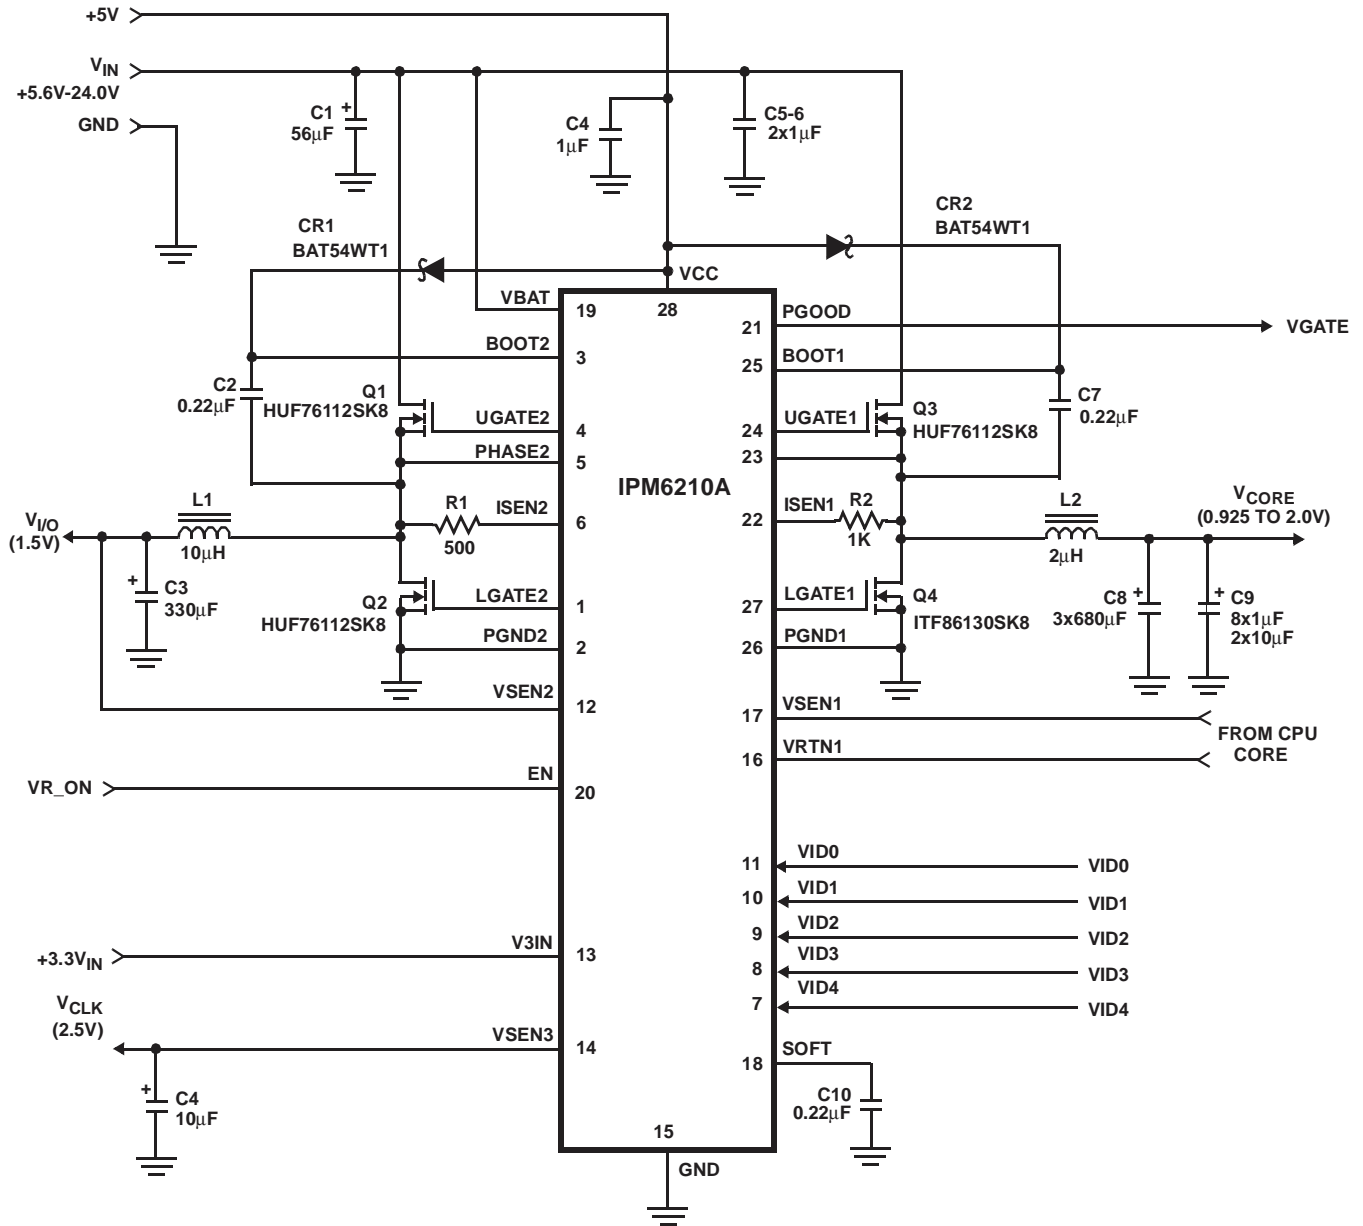 +5V
V_IN
+5.6V-24.0V
GND
C1
56µF
+
C4
1µF
C5-6
2x1µF
CR1
BAT54WT1
CR2
BAT54WT1
VCC
28
VBAT
19
PGOOD
21
VGATE
BOOT2
3
BOOT1
25
C2
0.22µF
Q1
HUF76112SK8
UGATE2
4
UGATE1
24
Q3
HUF76112SK8
C7
0.22µF
PHASE2
5
23
IPM6210A
L1
10µH
V_I/O
(1.5V)
R1
500
ISEN2
6
ISEN1
22
R2
1K
L2
2µH
V_CORE
(0.925 TO 2.0V)
+
C3
330µF
Q2
HUF76112SK8
LGATE2
1
LGATE1
27
Q4
ITF86130SK8
C8
3x680µF
+
+
C9
8x1µF
2x10µF
PGND2
2
PGND1
26
VSEN2
12
VSEN1
17
VRTN1
16
FROM CPU
CORE
VR_ON
EN
20
11
VID0
VID0
10
VID1
VID1
9
VID2
VID2
8
VID3
VID3
7
VID4
VID4
+3.3V_IN
V3IN
13
V_CLK
(2.5V)
VSEN3
14
18
SOFT
+
C4
10µF
C10
0.22µF
15
GND